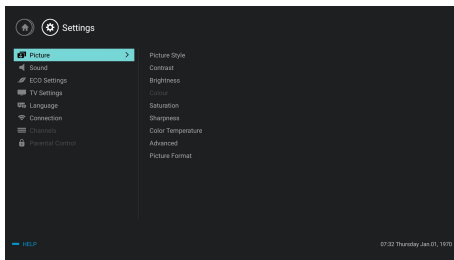 Settings
Picture
Sound
ECO Settings
TV Settings
Language
Connection
Channels
Parental Control
Picture Style
Contrast
Brightness
Colour
Saturation
Sharpness
Color Temperature
Advanced
Picture Format
HELP
07:32 Thursday Jan.01, 1970